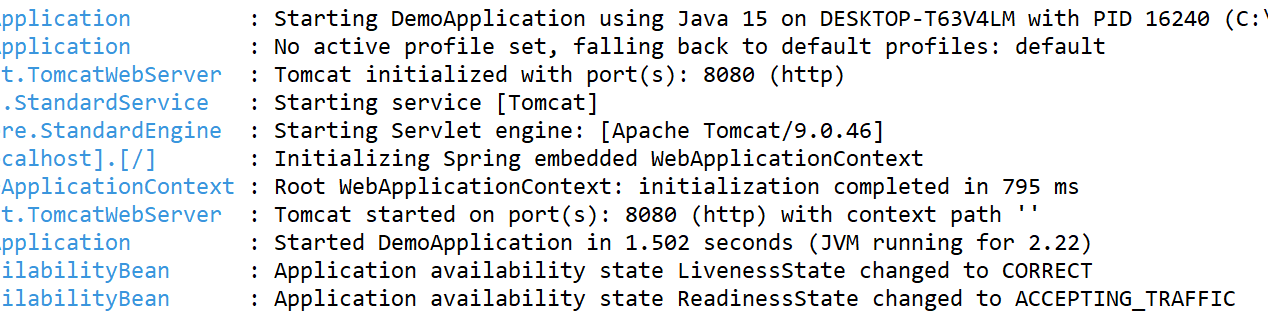 pplication : Starting DemoApplication using Java 15 on DESKTOP-T63V4LM with PID 16240 (C:\
pplication : No active profile set, falling back to default profiles: default
t.TomcatWebServer : Tomcat initialized with port(s): 8080 (http)
.StandardService : Starting service [Tomcat]
re.StandardEngine : Starting Servlet engine: [Apache Tomcat/9.0.46]
calhost].[/] : Initializing Spring embedded WebApplicationContext
ApplicationContext : Root WebApplicationContext: initialization completed in 795 ms
t.TomcatWebServer : Tomcat started on port(s): 8080 (http) with context path ''
pplication : Started DemoApplication in 1.502 seconds (JVM running for 2.22)
ilabilityBean : Application availability state LivenessState changed to CORRECT
ilabilityBean : Application availability state ReadinessState changed to ACCEPTING_TRAFFIC